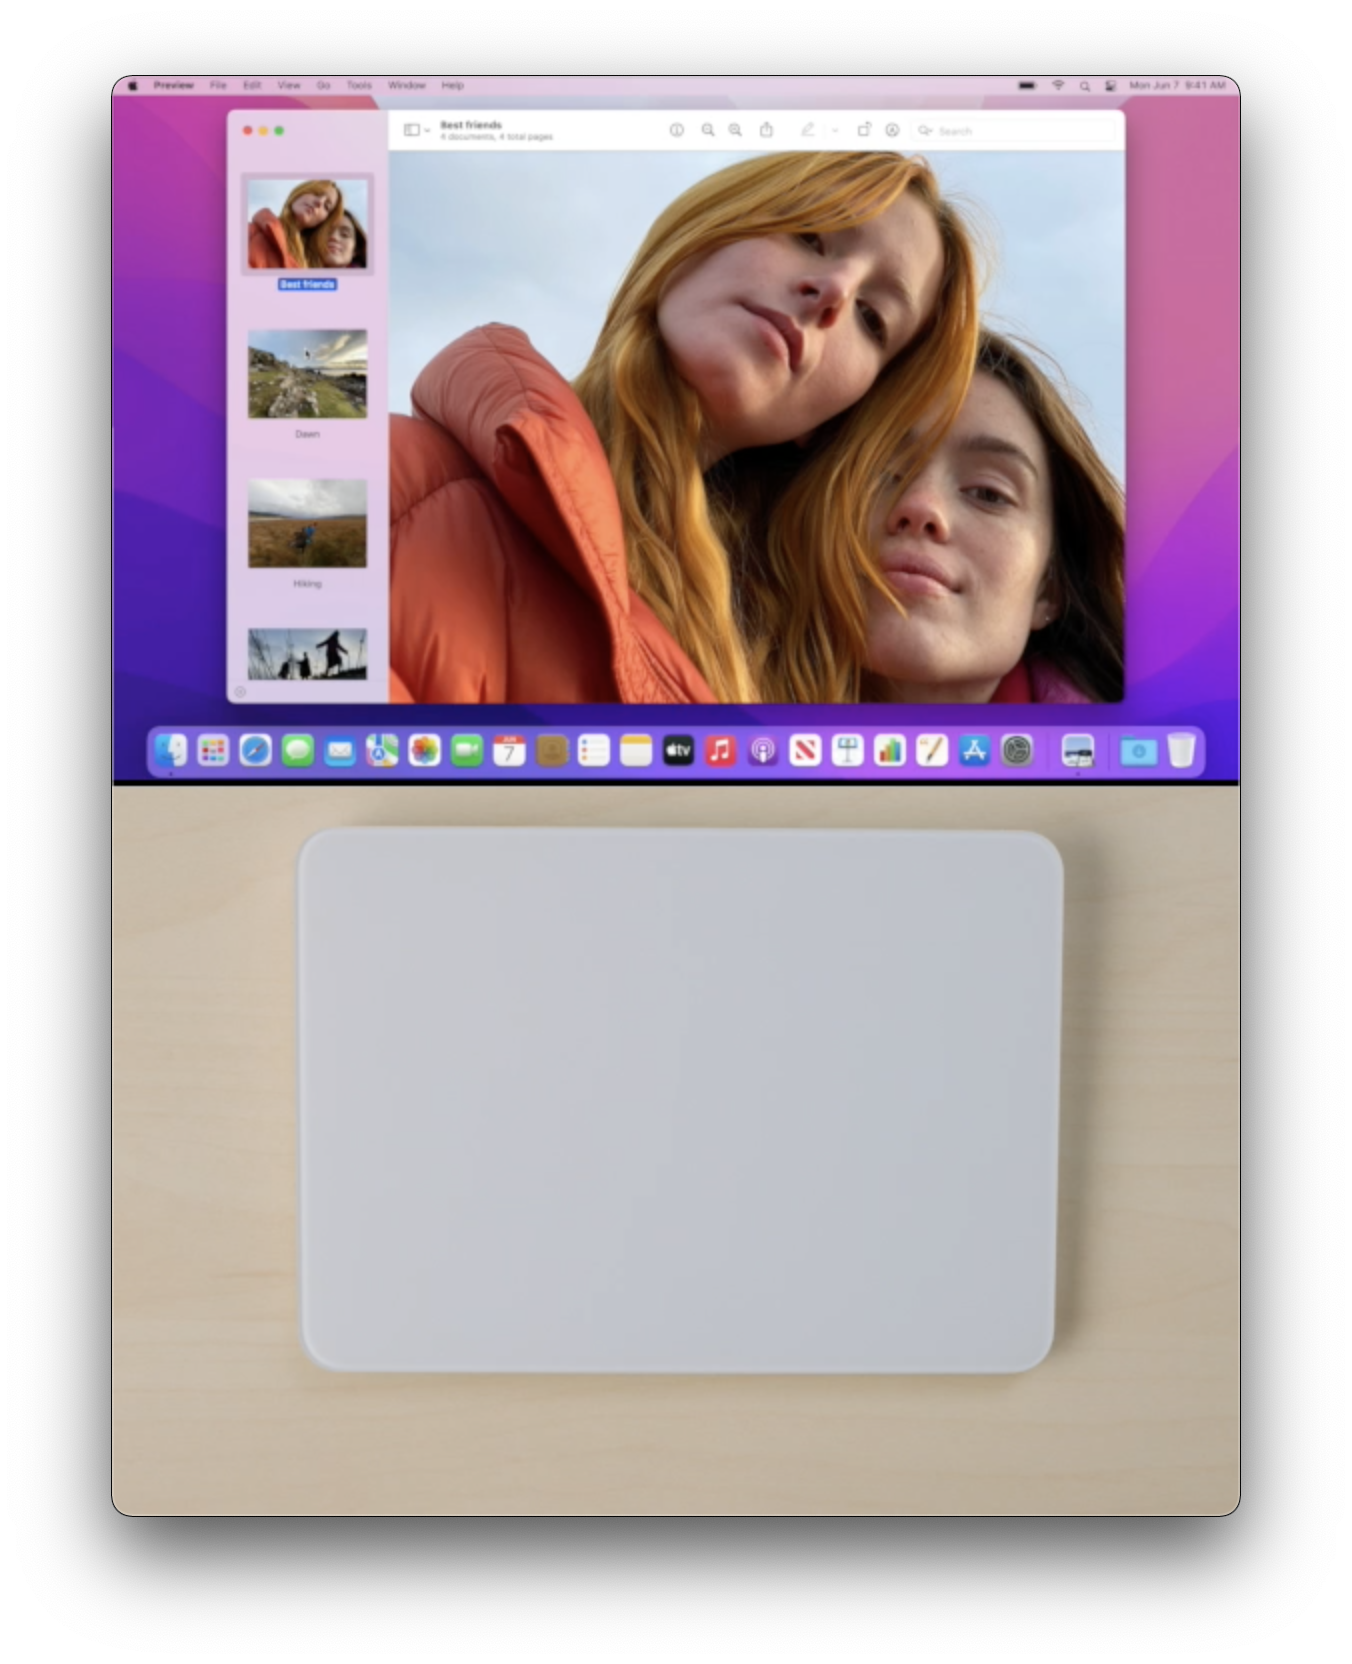 Preview File Edit View Go Tools Window Help Mon Jun 7 9:41 AM
Best friends
4 documents, 4 total pages
Search
Best friends
Dawn
Hiking
JUN
7
tv